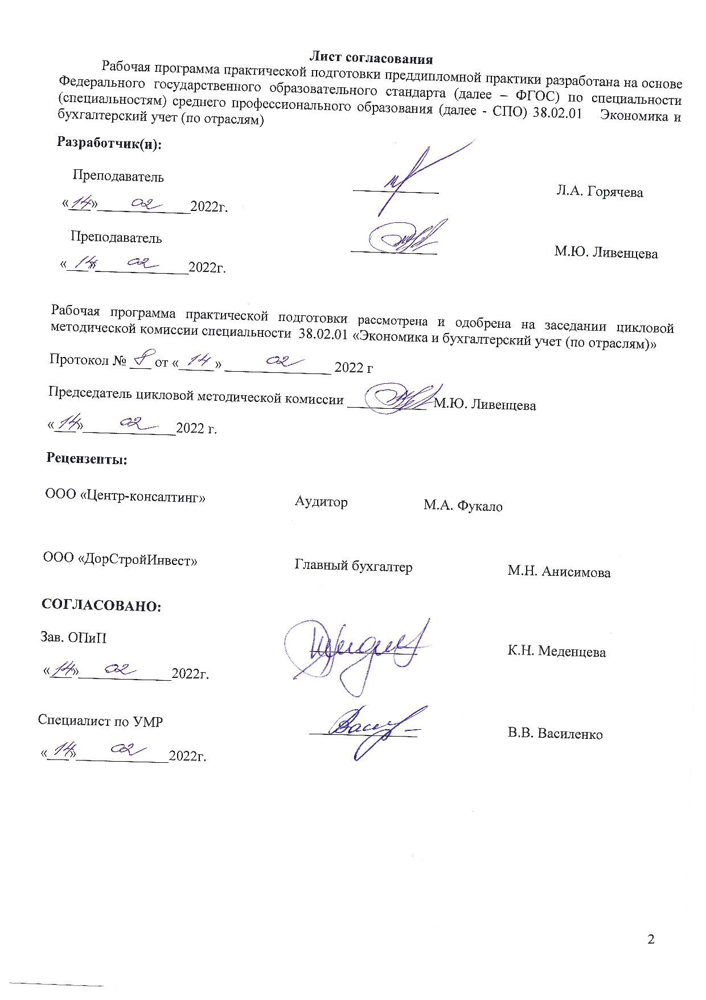 Лист согласования
Рабочая программа практической подготовки преддипломной практики разработана на основе
Федерального государственного образовательного стандарта (далее – ФГОС) по специальности
(специальностям) среднего профессионального образования (далее - СПО) 38.02.01 Экономика и
бухгалтерский учет (по отраслям)
Разработчик(и):
Преподаватель
Л.А. Горячева
«14» 02 2022г.
Преподаватель
М.Ю. Ливенцева
«14» 02 2022г.
Рабочая программа практической подготовки рассмотрена и одобрена на заседании цикловой
методической комиссии специальности 38.02.01 «Экономика и бухгалтерский учет (по отраслям)»
Протокол № 8 от «14» 02 2022 г
Председатель цикловой методической комиссии М.Ю. Ливенцева
«14» 02 2022 г.
Рецензенты:
ООО «Центр-консалтинг» Аудитор М.А. Фукало
ООО «ДорСтройИнвест» Главный бухгалтер М.Н. Анисимова
СОГЛАСОВАНО:
Зав. ОПиП К.Н. Меденцева
«14» 02 2022г.
Специалист по УМР В.В. Василенко
«14» 02 2022г.
2